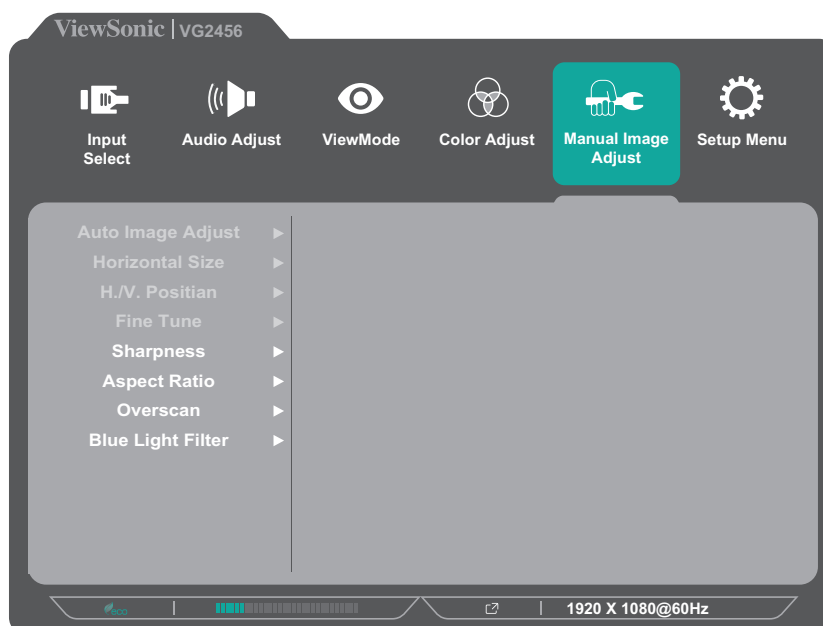 ViewSonic | VG2456
Input Select
Audio Adjust
ViewMode
Color Adjust
Manual Image Adjust
Setup Menu
Auto Image Adjust
Horizontal Size
H./V. Positian
Fine Tune
Sharpness
Aspect Ratio
Overscan
Blue Light Filter
eco
1920 X 1080@60Hz